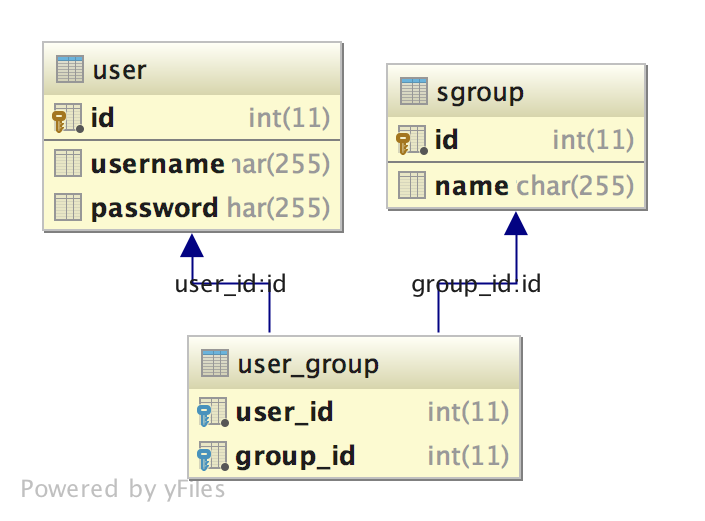 user
id int(11)
username har(255)
password har(255)
sgroup
id int(11)
name char(255)
user_id:id
group_id:id
user_group
user_id int(11)
group_id int(11)
Powered by yFiles